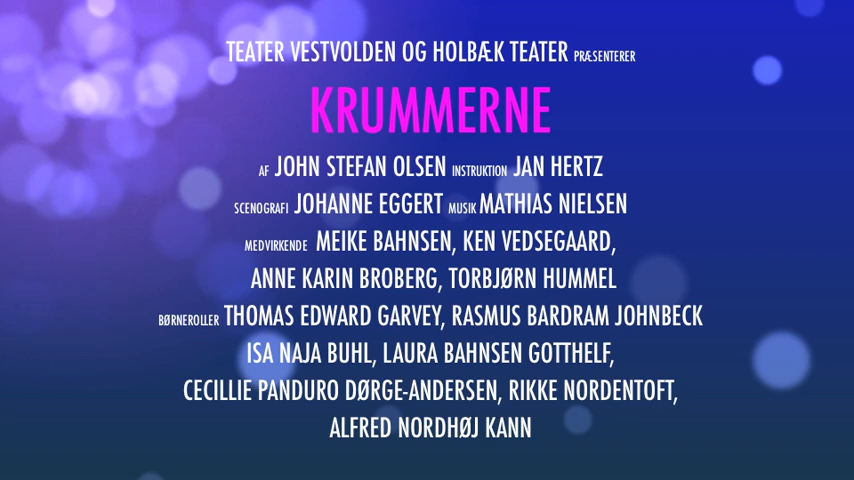 TEATER VESTVOLDEN OG HOLBÆK TEATER PRÆSENTERER
KRUMMERNE
AF JOHN STEFAN OLSEN INSTRUKTION JAN HERTZ
SCENOGRAFI JOHANNE EGGERT MUSIK MATHIAS NIELSEN
MEDVIRKENDE MEIKE BAHNSEN, KEN VEDSEGAARD,
ANNE KARIN BROBERG, TORBJØRN HUMMEL
BØRNEROLLER THOMAS EDWARD GARVEY, RASMUS BARDRAM JOHNBECK
ISA NAJA BUHL, LAURA BAHNSEN GOTTHELF,
CECILLIE PANDURO DØRGE-ANDERSEN, RIKKE NORDENTOFT,
ALFRED NORDHØJ KANN